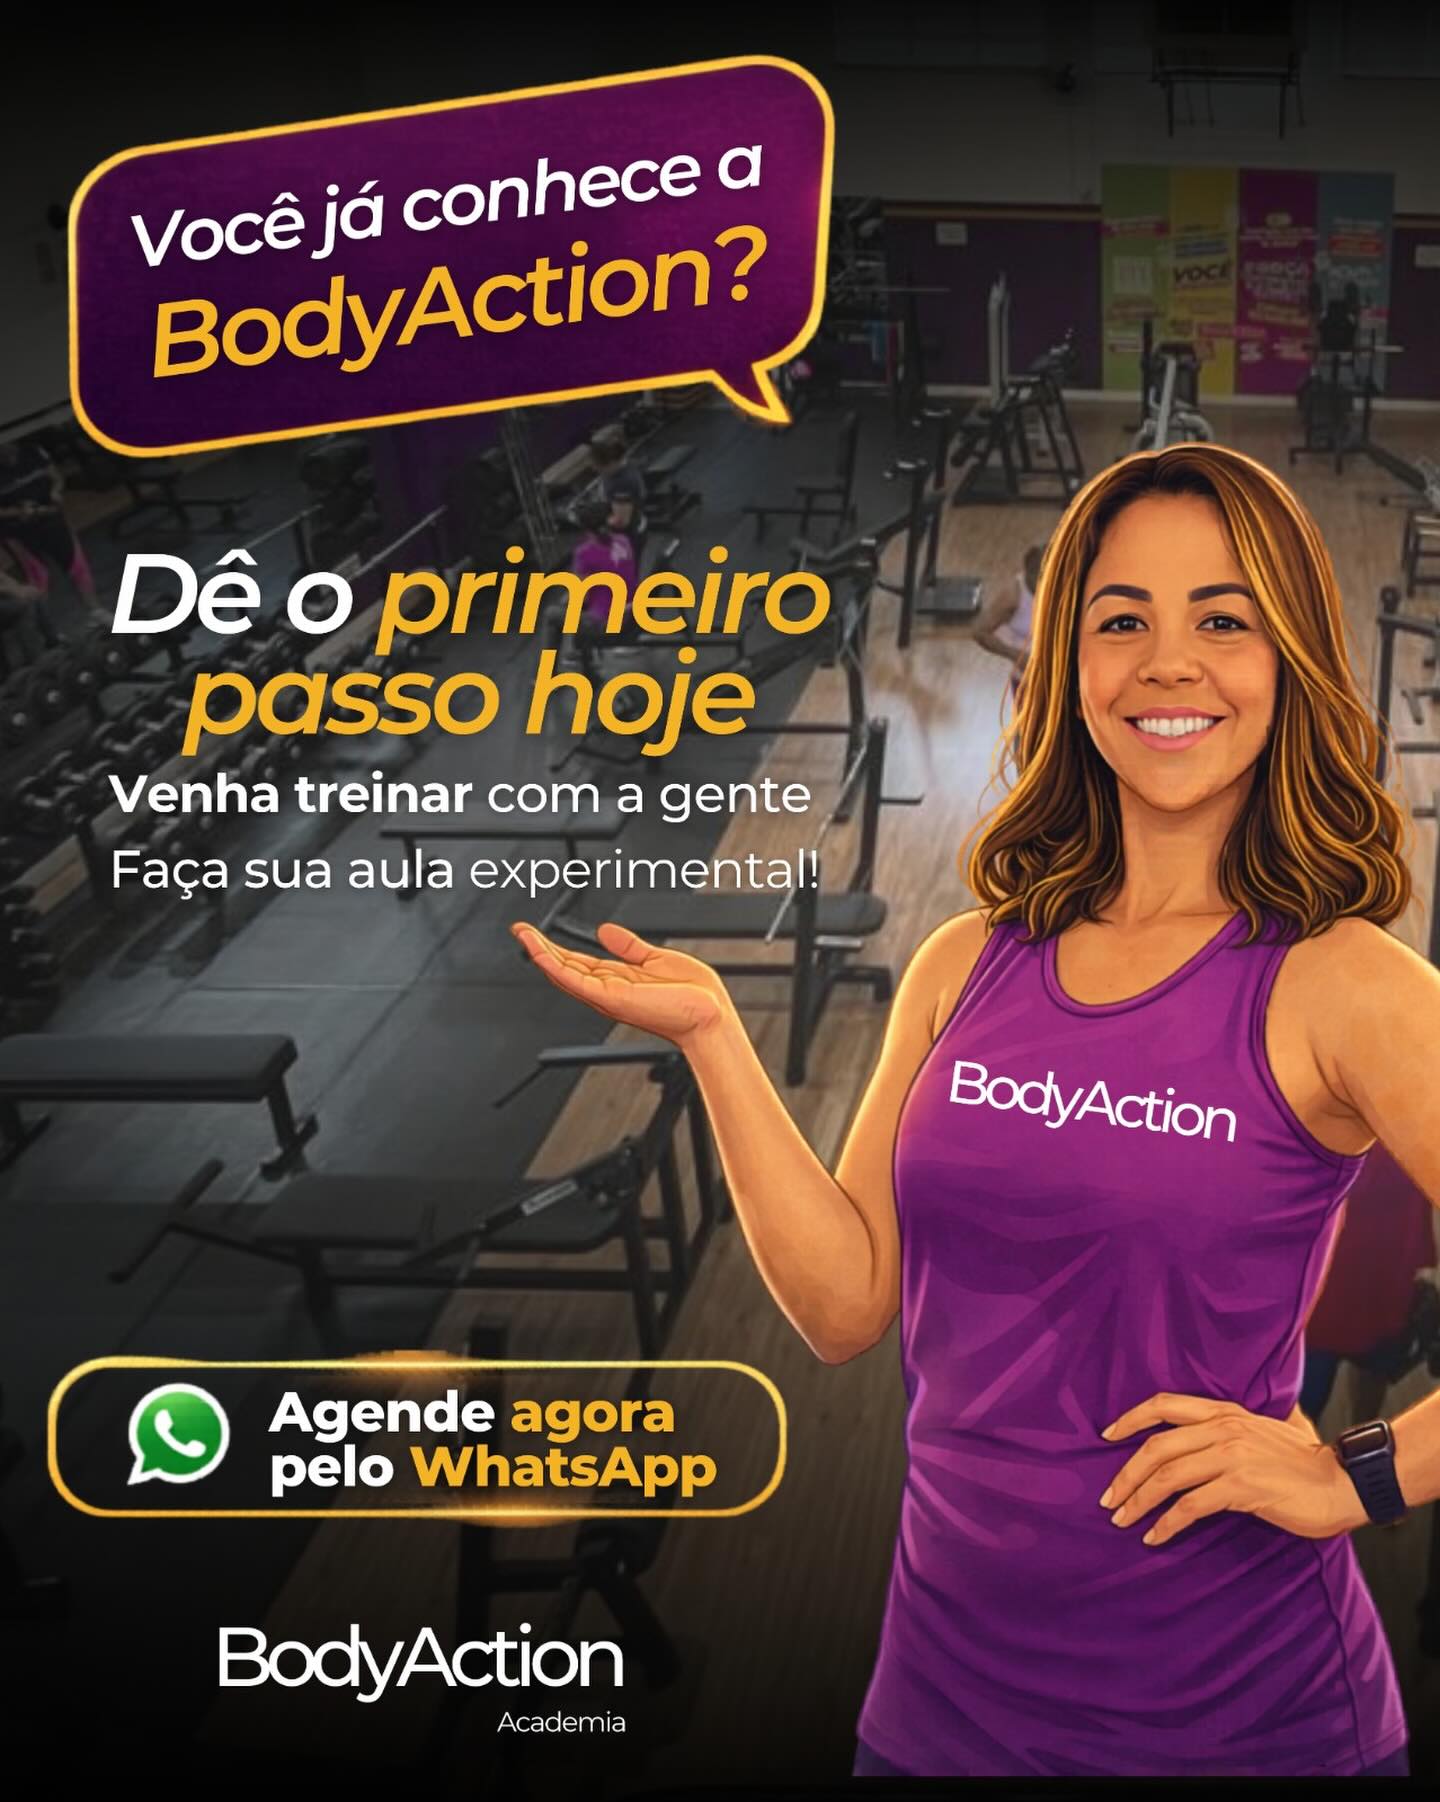 Você já conhece a
BodyAction?
VOCÊ
Dê o primeiro
passo hoje
Venha treinar com a gente
Faça sua aula experimental!
BodyAction
Agende agora
pelo WhatsApp
BodyAction
Academia